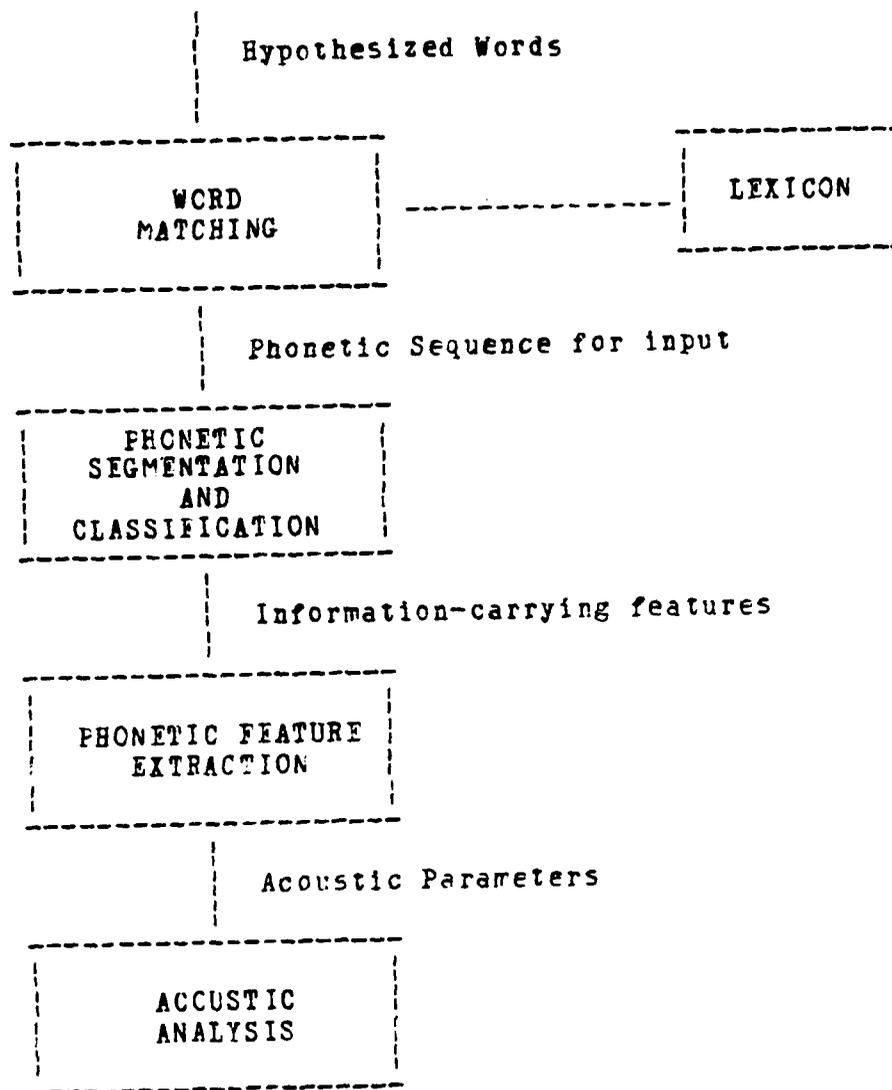 Hypothesized Words
WCRD
MATCHING
LEXICON
Phonetic Sequence for input
PHCNETIC
SEGMENTATION
AND
CLASSIFICATION
Information-carrying features
PHONETIC FEATURE
EXTRACTION
Acoustic Parameters
ACCUSTIC
ANALYSIS